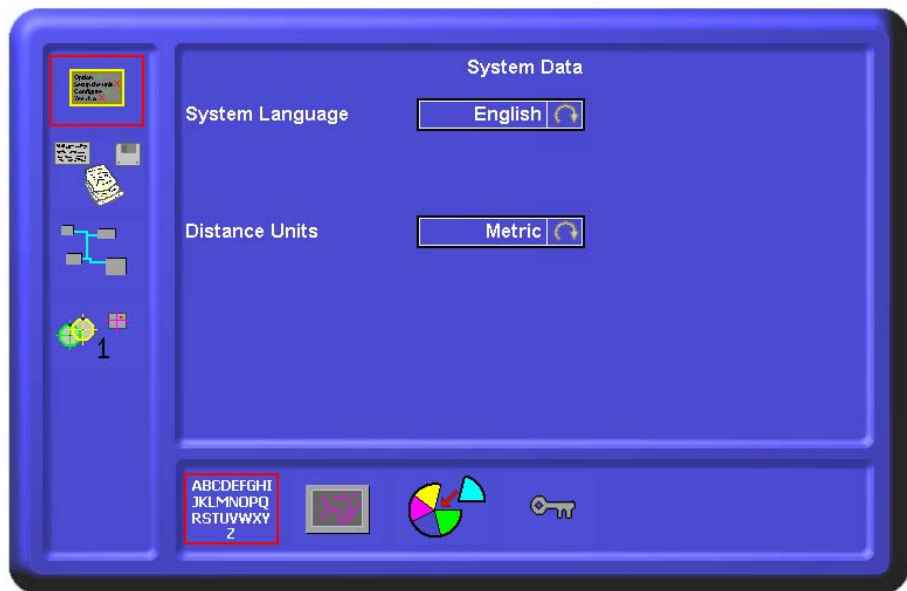 System Data
System Language
English
Distance Units
Metric
1
ABCDEFGHI
JKLMNOPQ
RSTUVWXY
Z